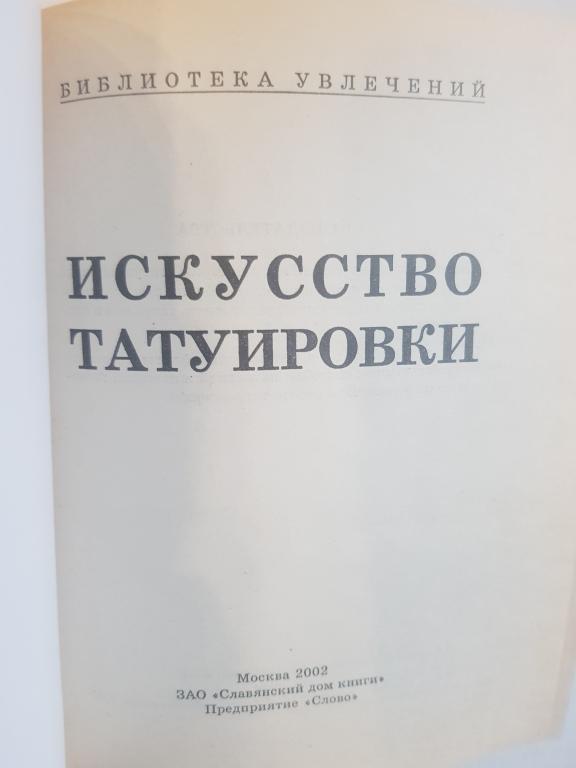 БИБЛИОТЕКА УВЛЕЧЕНИЙ
ИСКУССТВО
ТАТУИРОВКИ
Москва 2002
ЗАО «Славянский дом книги»
Предприятие «Слово»